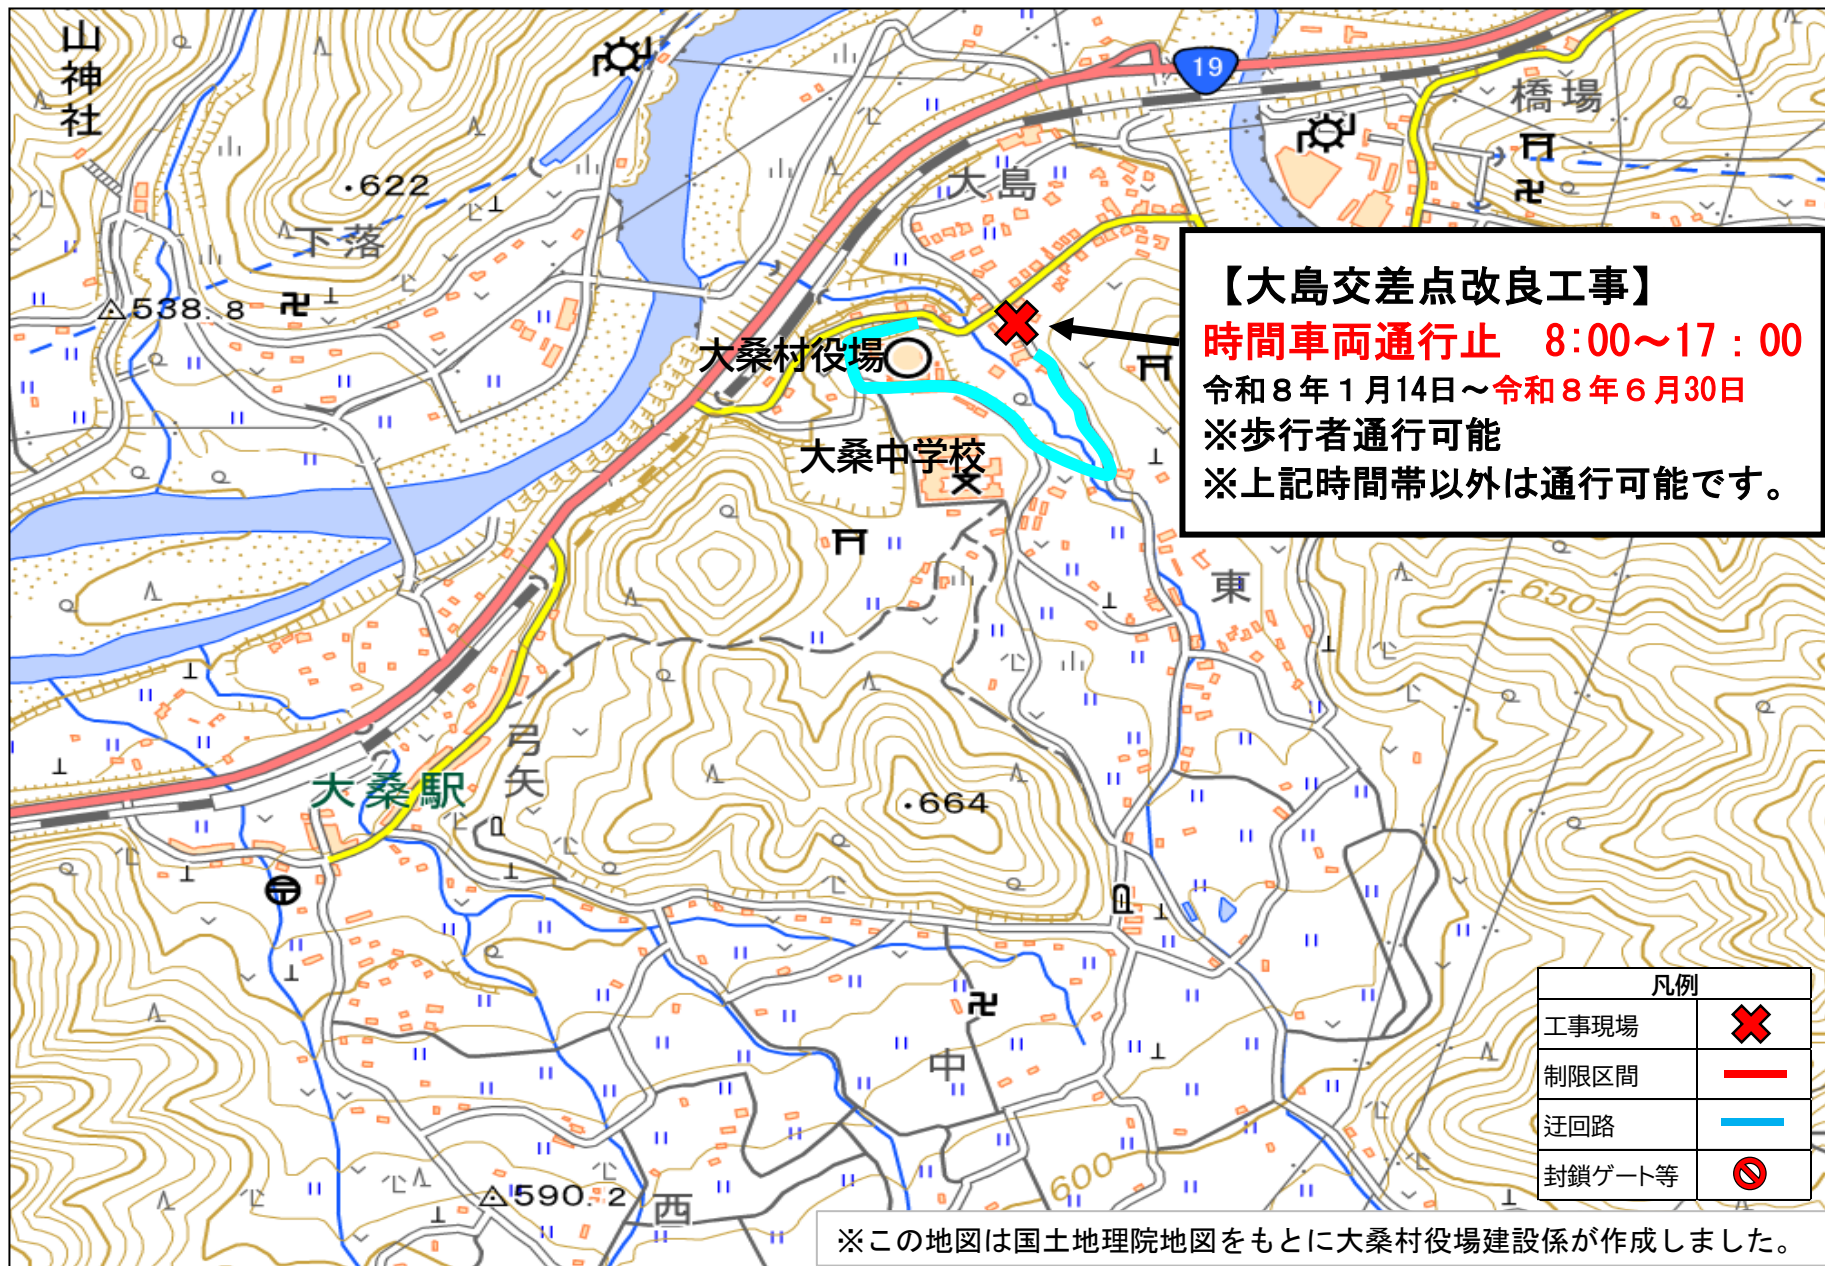 山神社
19
橋場
大島
・622
下落
538.8
【大島交差点改良工事】
時間車両通行止　8:00～17：00
令和８年１月14日～令和８年６月30日
※歩行者通行可能
※上記時間帯以外は通行可能です。
大桑村役場
大桑中学校
東
650
弓矢
大桑駅
・664
凡例
工事現場
制限区間
迂回路
封鎖ゲート等
中
600
590.2
西
※この地図は国土地理院地図をもとに大桑村役場建設係が作成しました。